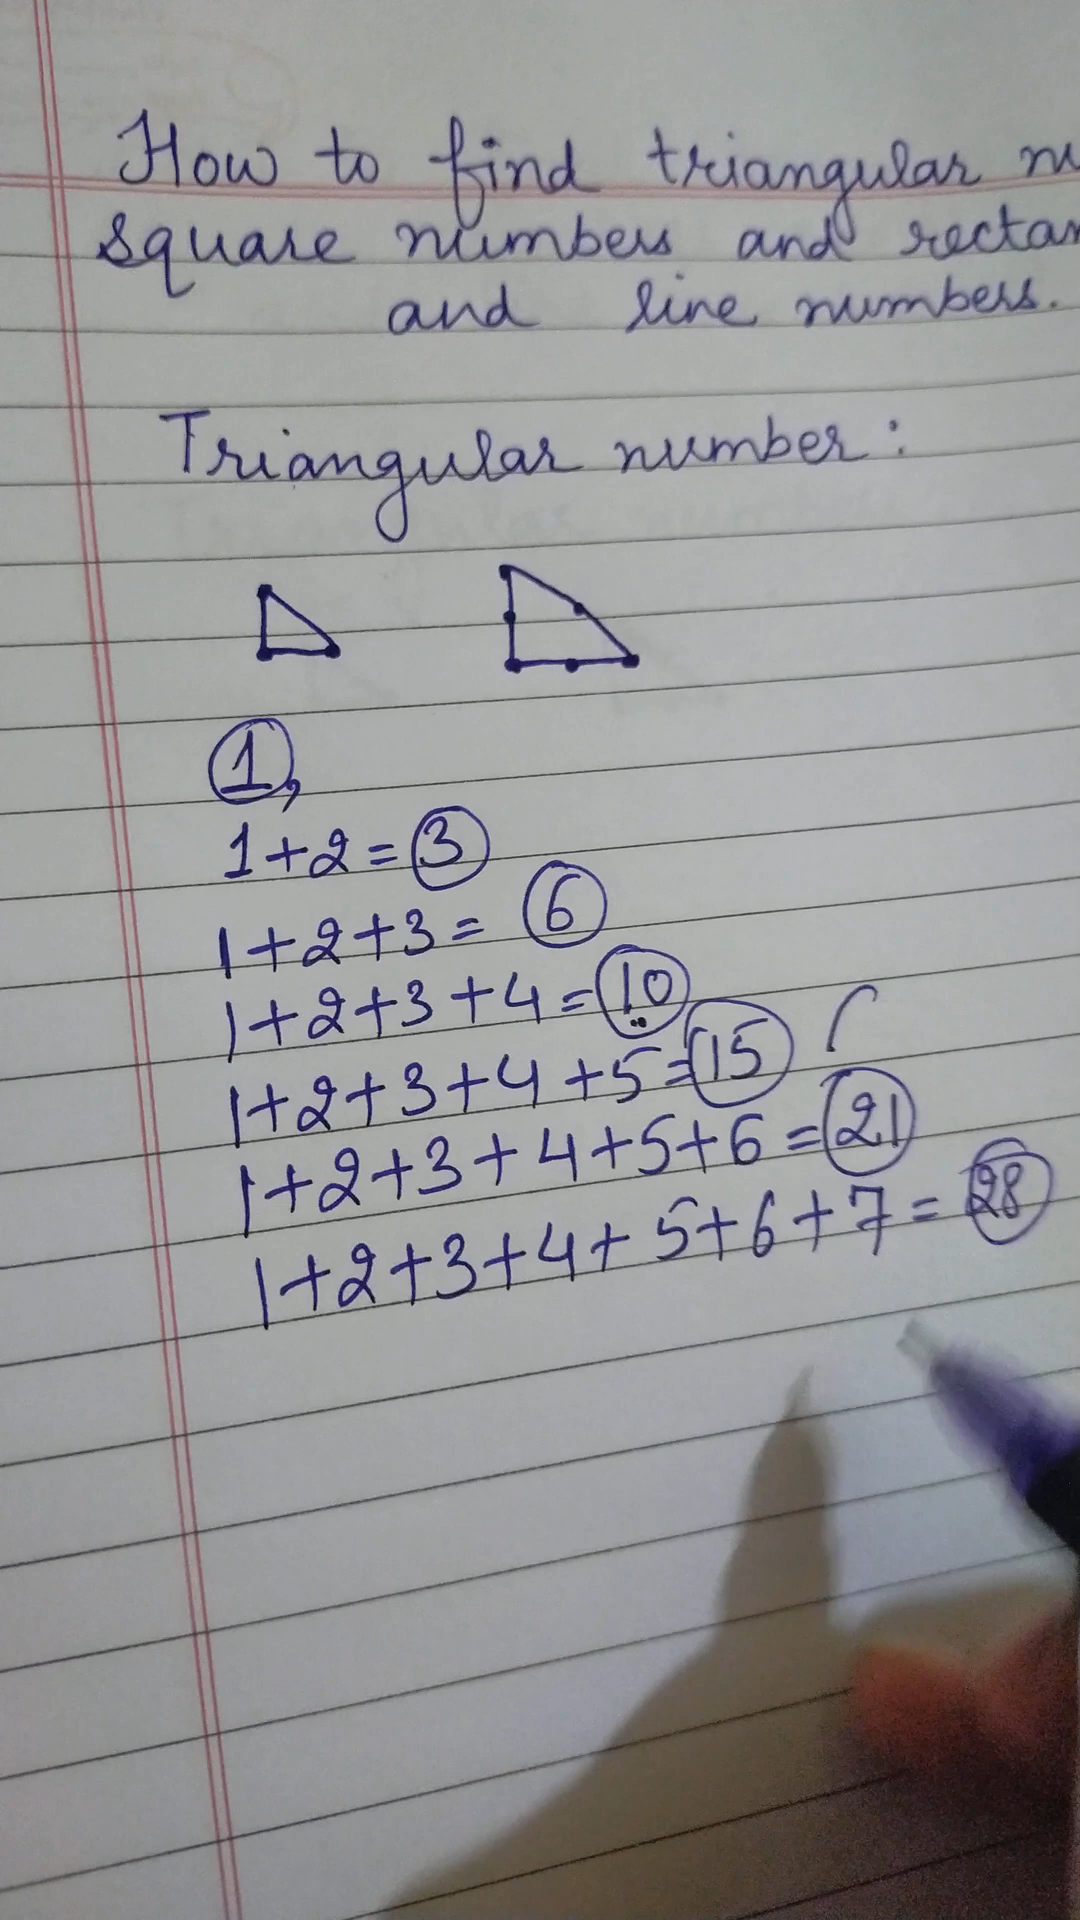 How to find triangular
square numbers and
and line numbers.
Triangular number:
1,
1+2=3
1+2+3= 6
1+2+3+4=10
1+2+3+4+5=15
1+2+3+4+5+6=21
1+2+3+4+5+6+7=28